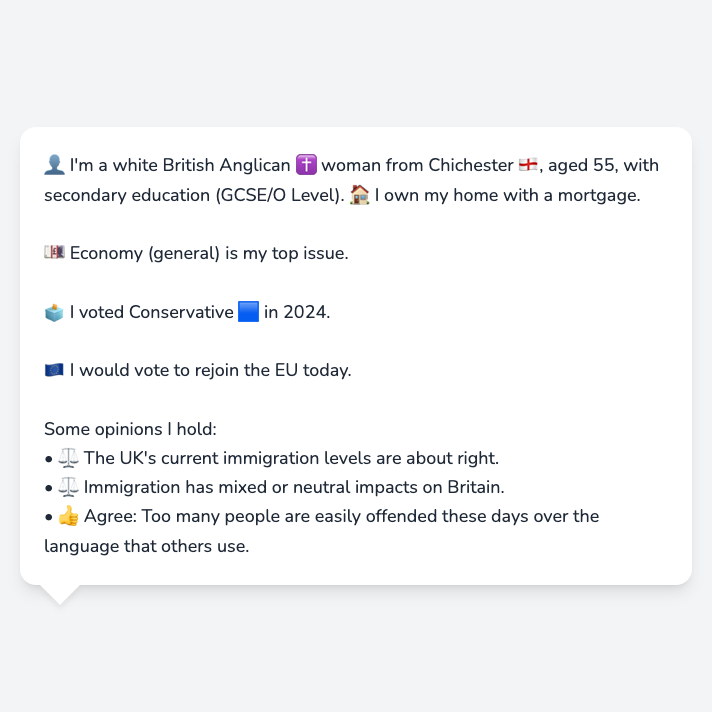 👤 I'm a white British Anglican ✝️ woman from Chichester 🏴󠁧󠁢󠁥󠁮󠁧󠁿, aged 55, with
secondary education (GCSE/O Level). 🏠 I own my home with a mortgage.
💷 Economy (general) is my top issue.
🗳️ I voted Conservative 🟦 in 2024.
🇪🇺 I would vote to rejoin the EU today.
Some opinions I hold:
• ⚖️ The UK's current immigration levels are about right.
• ⚖️ Immigration has mixed or neutral impacts on Britain.
• 👍 Agree: Too many people are easily offended these days over the
language that others use.